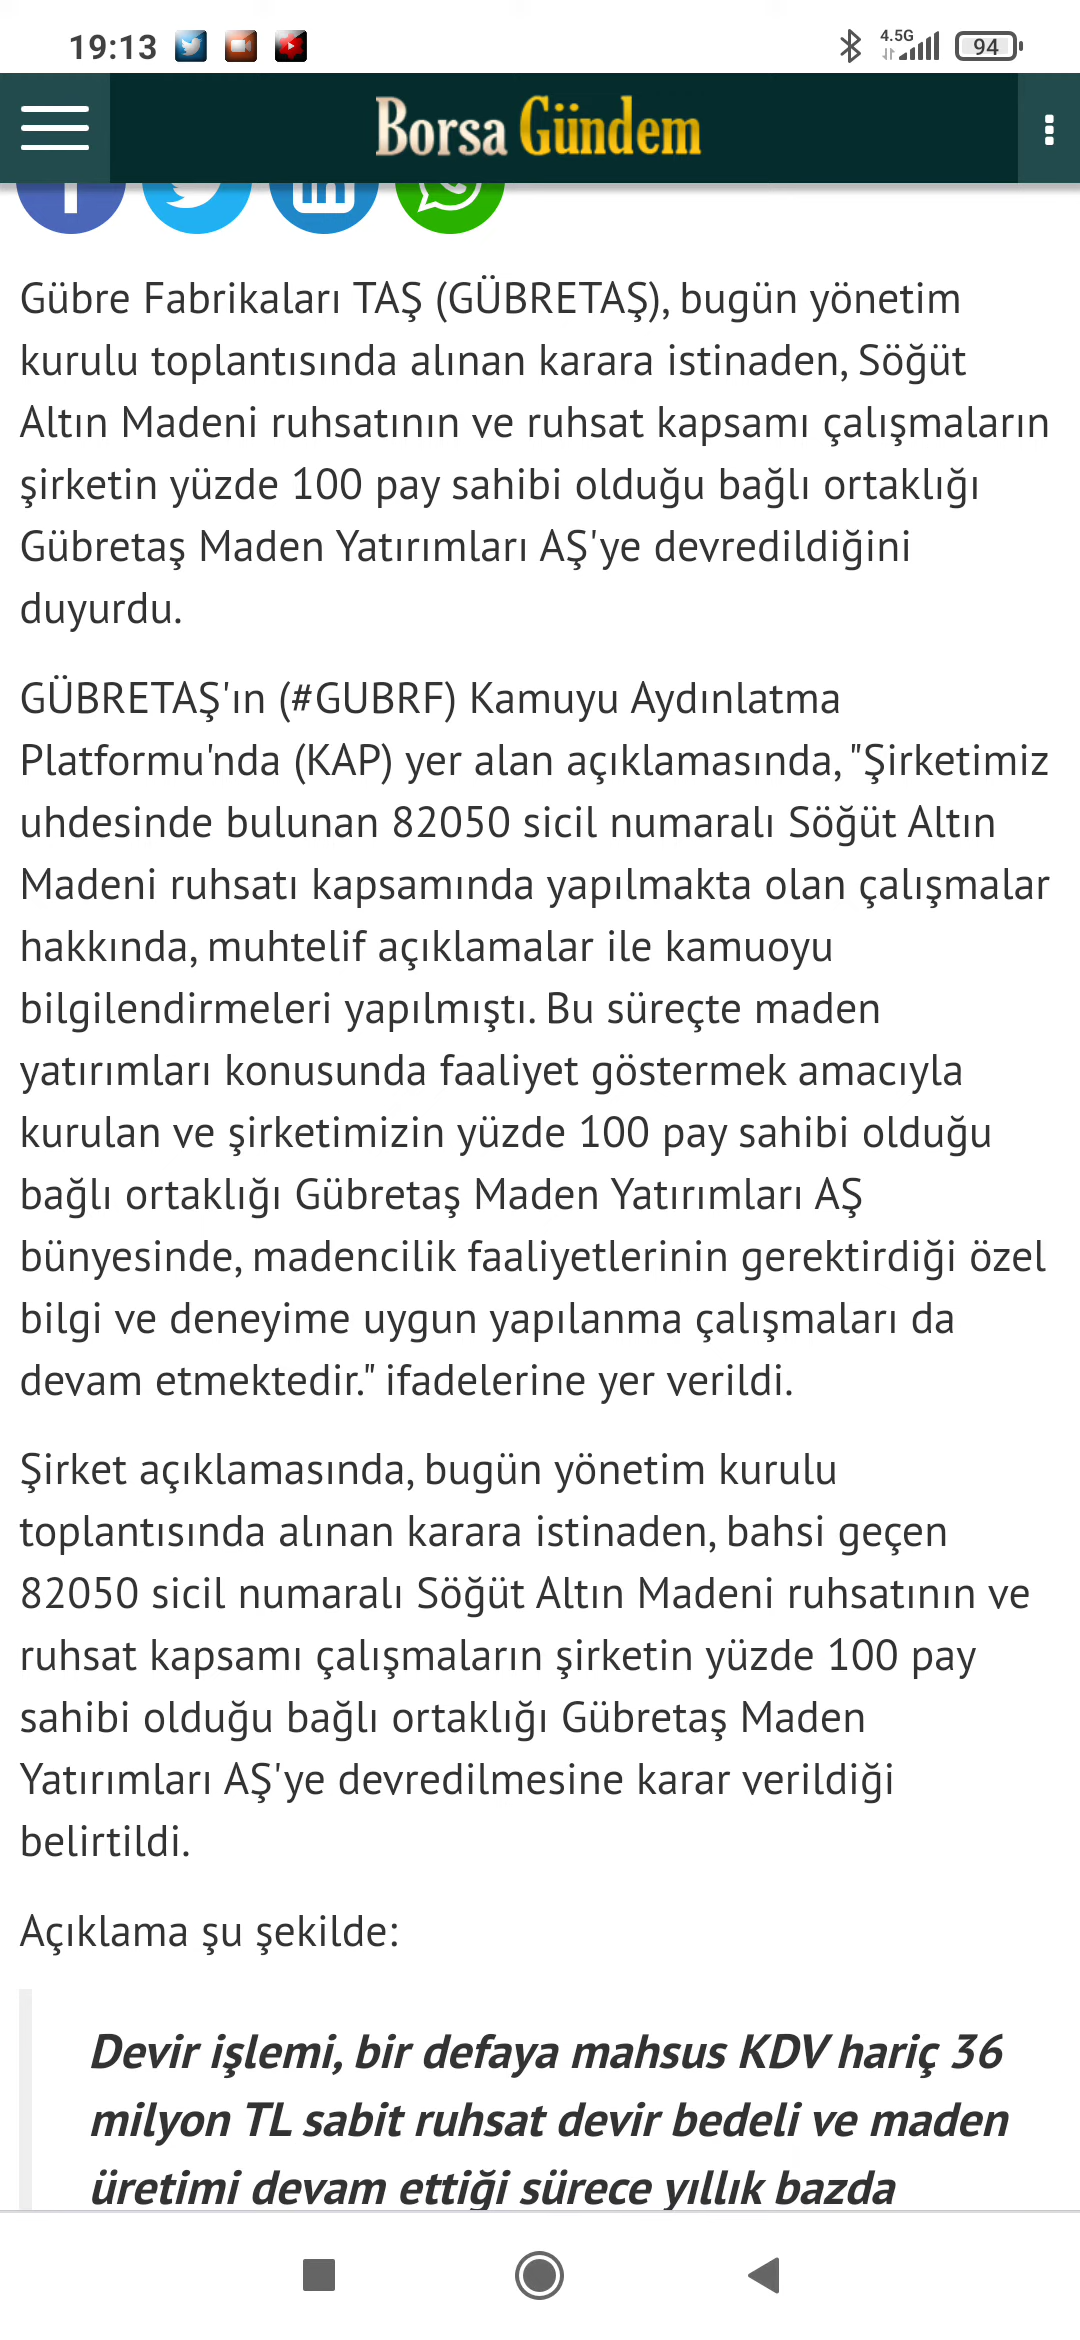 19:13
4.5G
94
Borsa Gündem
Gübre Fabrikaları TAŞ (GÜBRETAŞ), bugün yönetim
kurulu toplantısında alınan karara istinaden, Söğüt
Altın Madeni ruhsatının ve ruhsat kapsamı çalışmaların
şirketin yüzde 100 pay sahibi olduğu bağlı ortaklığı
Gübretaş Maden Yatırımları AŞ'ye devredildiğini
duyurdu.
GÜBRETAŞ'ın (#GUBRF) Kamuyu Aydınlatma
Platformu'nda (KAP) yer alan açıklamasında, "Şirketimiz
uhdesinde bulunan 82050 sicil numaralı Söğüt Altın
Madeni ruhsatı kapsamında yapılmakta olan çalışmalar
hakkında, muhtelif açıklamalar ile kamuoyu
bilgilendirmeleri yapılmıştı. Bu süreçte maden
yatırımları konusunda faaliyet göstermek amacıyla
kurulan ve şirketimizin yüzde 100 pay sahibi olduğu
bağlı ortaklığı Gübretaş Maden Yatırımları AŞ
bünyesinde, madencilik faaliyetlerinin gerektirdiği özel
bilgi ve deneyime uygun yapılanma çalışmaları da
devam etmektedir." ifadelerine yer verildi.
Şirket açıklamasında, bugün yönetim kurulu
toplantısında alınan karara istinaden, bahsi geçen
82050 sicil numaralı Söğüt Altın Madeni ruhsatının ve
ruhsat kapsamı çalışmaların şirketin yüzde 100 pay
sahibi olduğu bağlı ortaklığı Gübretaş Maden
Yatırımları AŞ'ye devredilmesine karar verildiği
belirtildi.
Açıklama şu şekilde:
Devir işlemi, bir defaya mahsus KDV hariç 36
milyon TL sabit ruhsat devir bedeli ve maden
üretimi devam ettiği sürece yıllık bazda